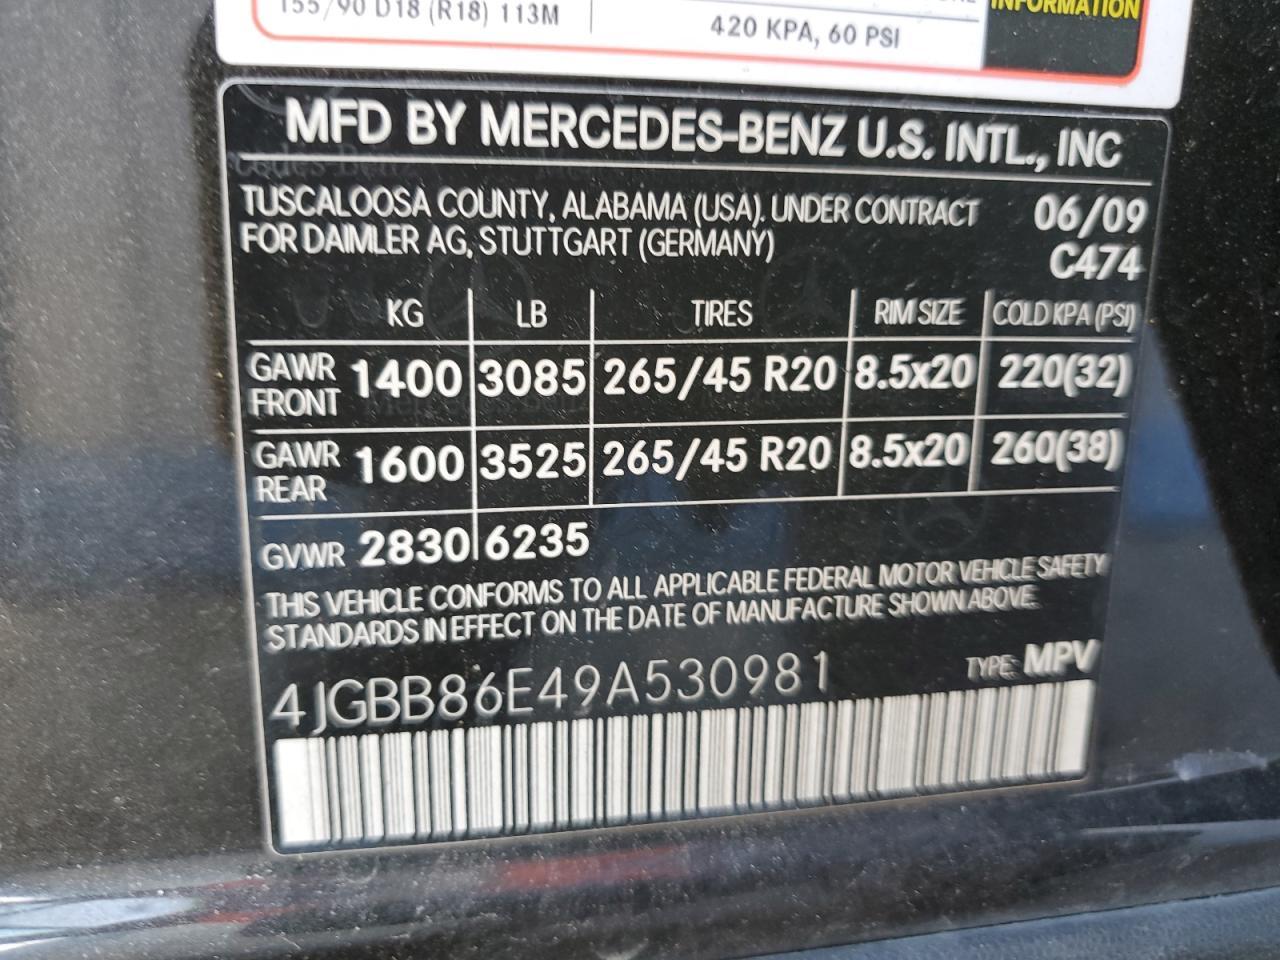 155/90 D18 (R18) 113M
420 KPA, 60 PSI
INFORMATION
MFD BY MERCEDES-BENZ U.S. INTL., INC
TUSCALOOSA COUNTY, ALABAMA (USA). UNDER CONTRACT 06/09
FOR DAIMLER AG, STUTTGART (GERMANY) C474
KG LB TIRES RIM SIZE COLD KPA (PSI)
GAWR FRONT 1400 3085 265/45 R20 8.5x20 220(32)
GAWR REAR 1600 3525 265/45 R20 8.5x20 260(38)
GVWR 2830 6235
THIS VEHICLE CONFORMS TO ALL APPLICABLE FEDERAL MOTOR VEHICLE SAFETY
STANDARDS IN EFFECT ON THE DATE OF MANUFACTURE SHOWN ABOVE.
4JGBB86E49A530981 TYPE: MPV